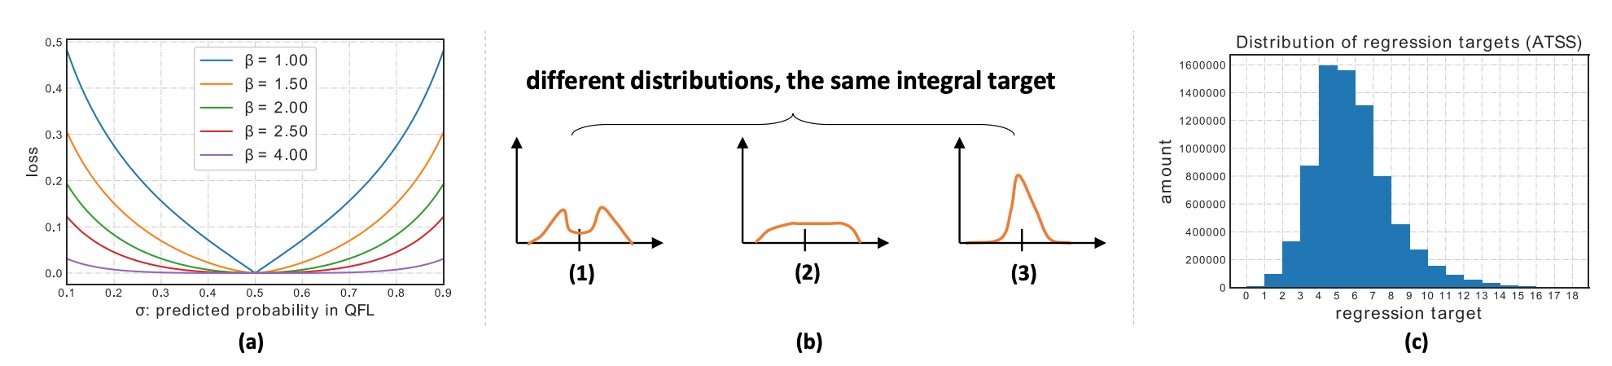 0.5
0.4
0.3
0.2
0.1
0.0
loss
β = 1.00
β = 1.50
β = 2.00
β = 2.50
β = 4.00
0.1 0.2 0.3 0.4 0.5 0.6 0.7 0.8 0.9
σ: predicted probability in QFL
(a)
different distributions, the same integral target
(1) (2) (3)
(b)
Distribution of regression targets (ATSS)
1600000
1400000
1200000
1000000
800000
600000
400000
200000
0
amount
0 1 2 3 4 5 6 7 8 9 10 11 12 13 14 15 16 17 18
regression target
(c)